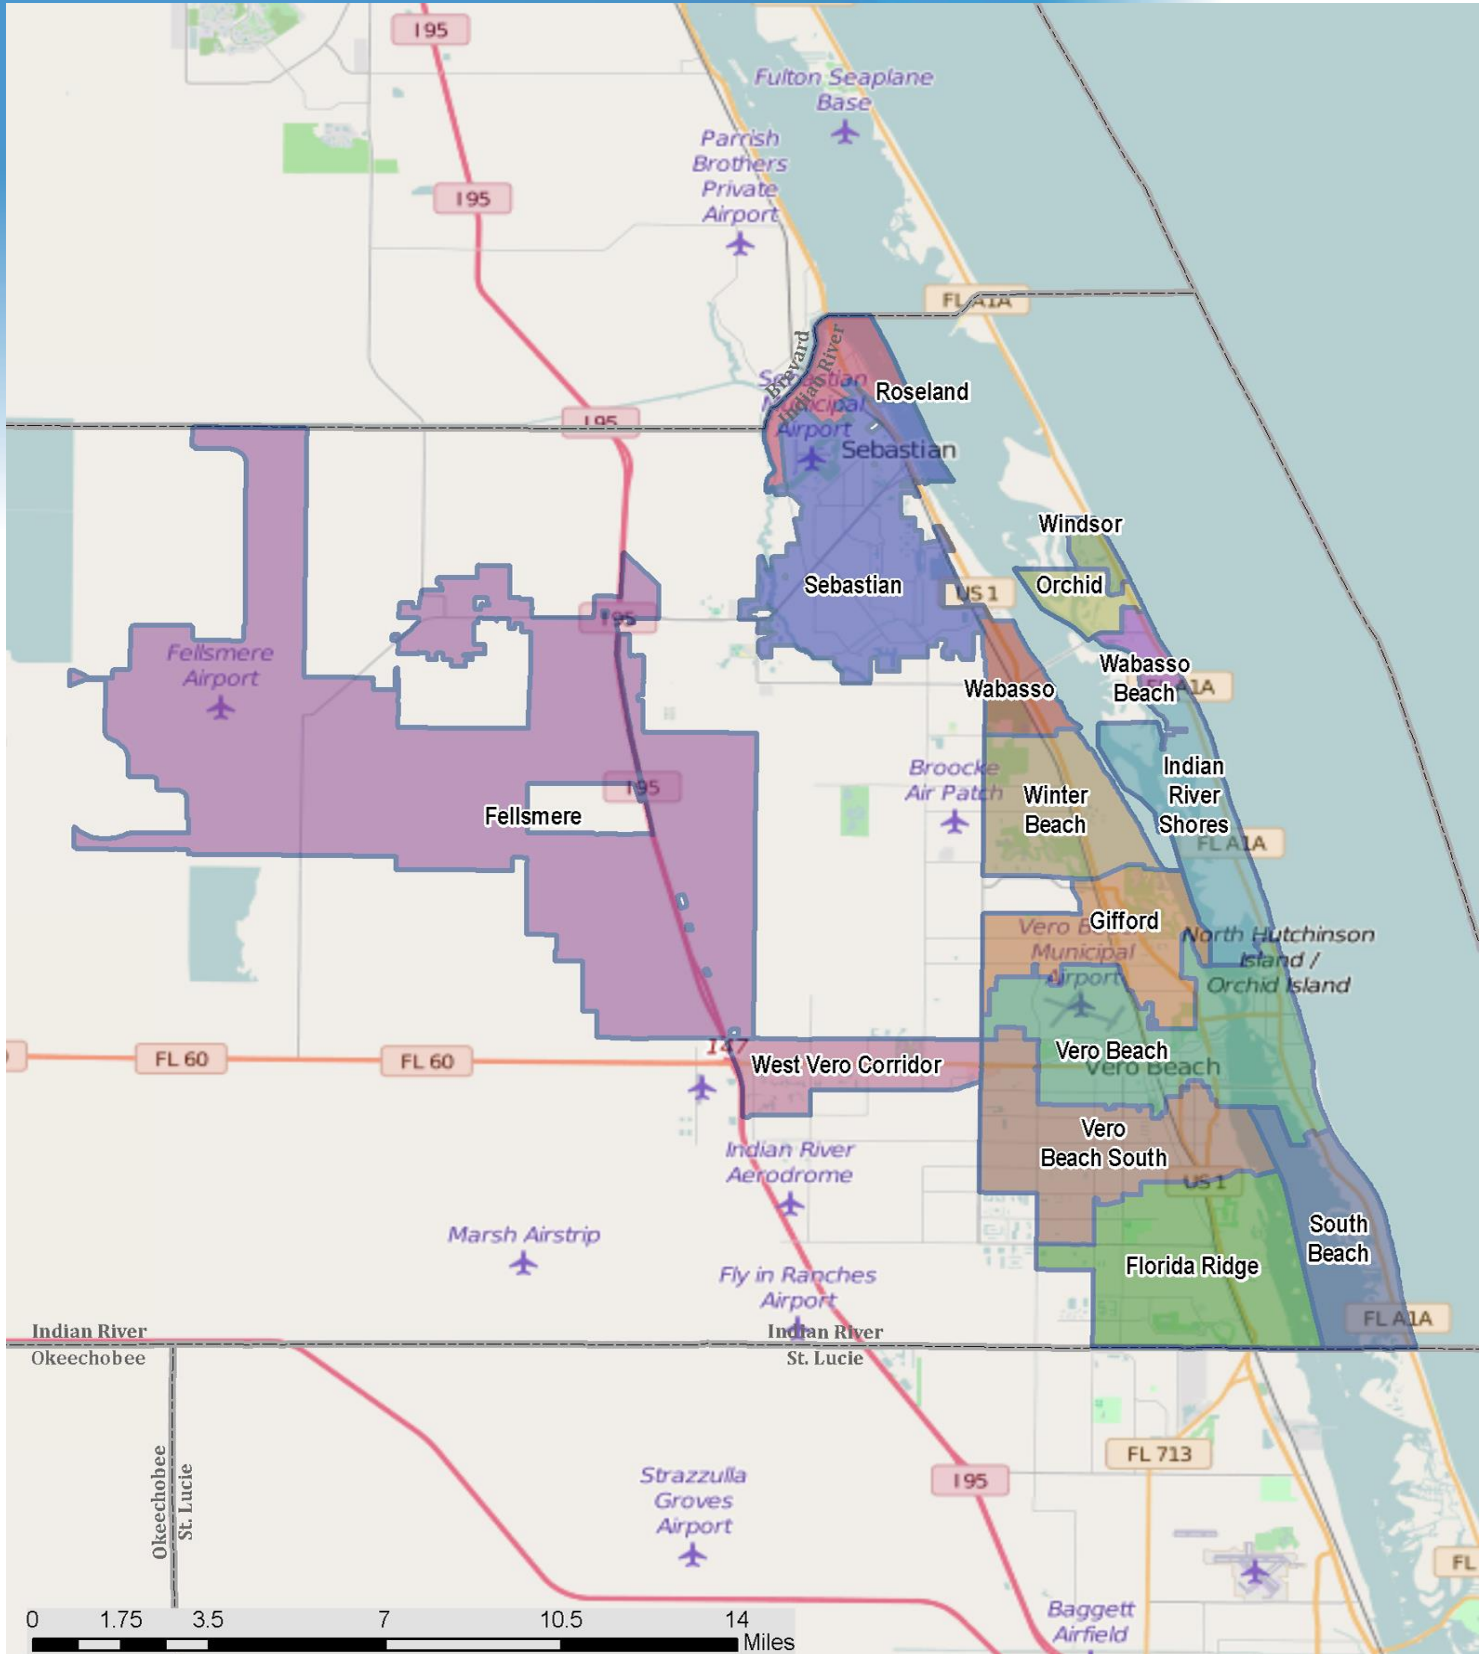 I 95
Fulton Seaplane
Base
Parrish
Brothers
Private
Airport
I 95
FL A1A
Brevard
Indian River
Sebastian
Municipal
Airport
Roseland
I 95
Sebastian
Windsor
Orchid
Sebastian
US 1
I 95
Fellsmere
Airport
Wabasso
Beach
FL A1A
Wabasso
Broocke
Air Patch
Indian
River
Shores
I 95
Winter
Beach
Fellsmere
FL A1A
Gifford
Vero Beach
Municipal
Airport
North Hutchinson
Island /
Orchid Island
147
FL 60
FL 60
West Vero Corridor
Vero Beach
Vero Beach
Vero
Beach South
Indian River
Aerodrome
US 1
Marsh Airstrip
South
Beach
Florida Ridge
Fly in Ranches
Airport
FL A1A
Indian River
Okeechobee
Indian River
St. Lucie
Okeechobee
St. Lucie
FL 713
Strazzulla
Groves
Airport
I 95
FL
Baggett
Airfield
0 1.75 3.5 7 10.5 14
Miles